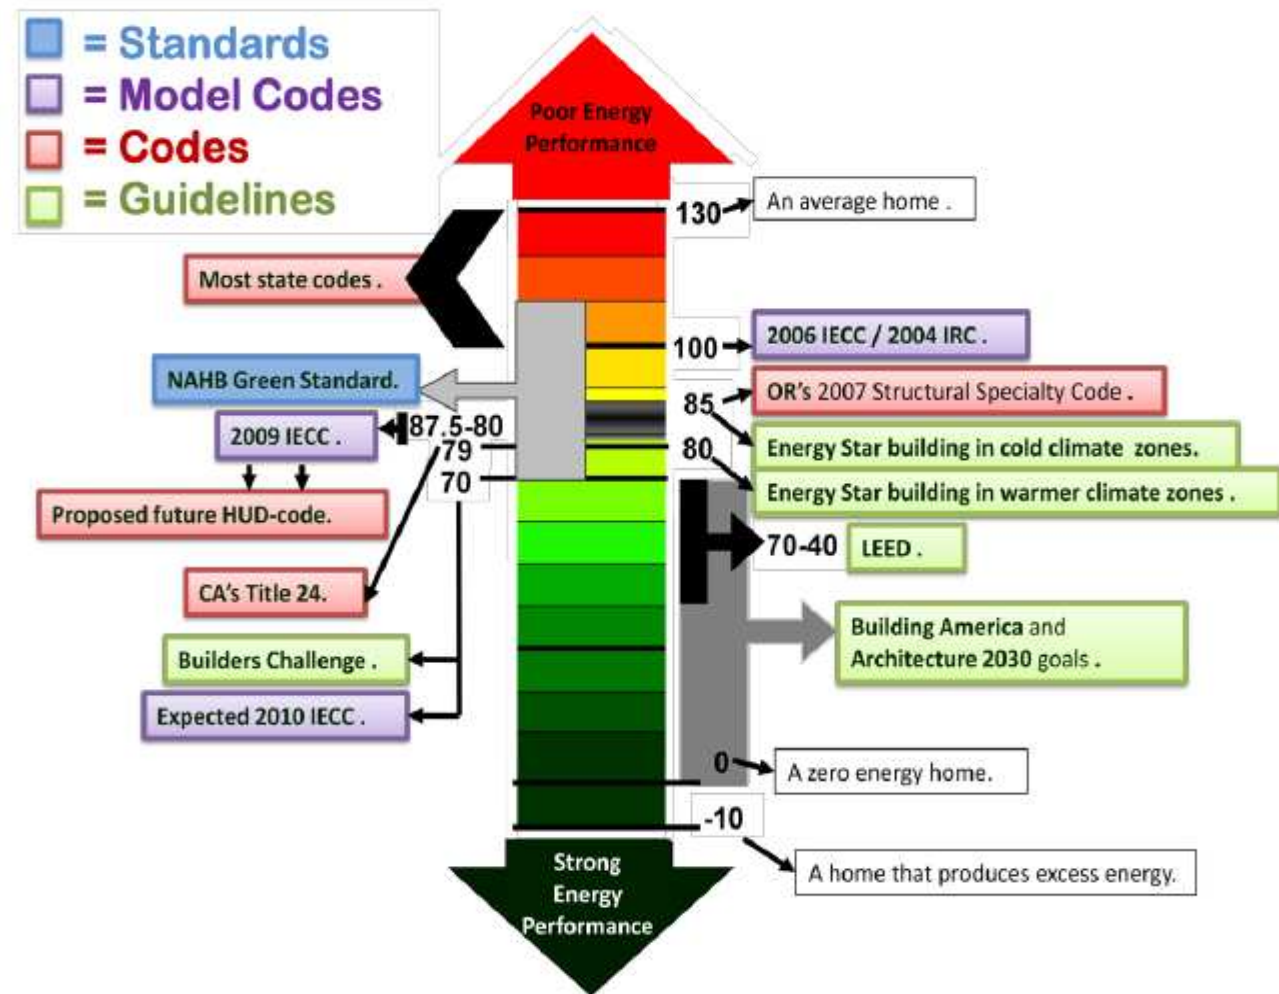 = Standards
= Model Codes
= Codes
= Guidelines
Poor Energy
Performance
130
An average home .
Most state codes .
100
2006 IECC / 2004 IRC .
NAHB Green Standard.
85
OR's 2007 Structural Specialty Code .
2009 IECC .
87.5-80
79
80
Energy Star building in cold climate zones.
70
Energy Star building in warmer climate zones .
Proposed future HUD-code.
70-40
LEED .
CA's Title 24.
Building America and
Architecture 2030 goals .
Builders Challenge .
Expected 2010 IECC .
0
A zero energy home.
-10
A home that produces excess energy.
Strong
Energy
Performance